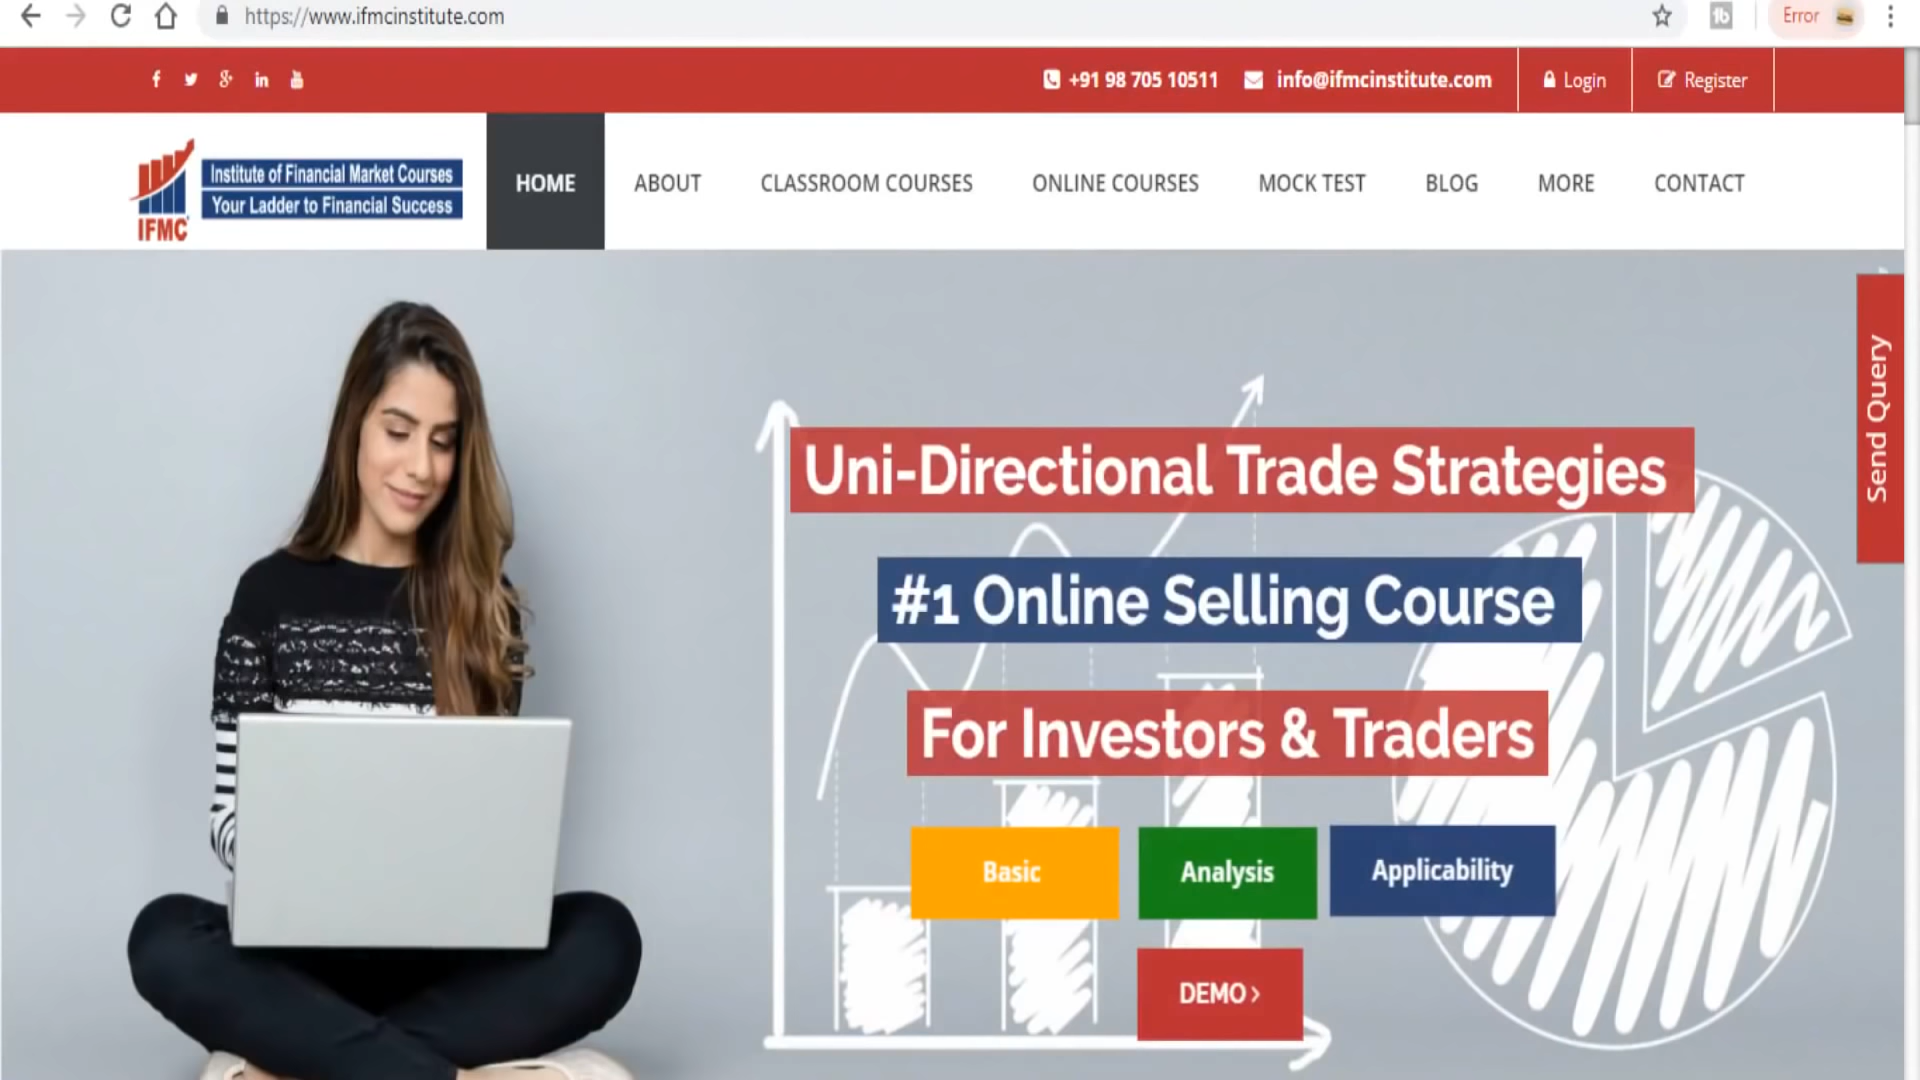 https://www.ifmcinstitute.com
Error
+91 98 705 10511 info@ifmcinstitute.com Login Register
Institute of Financial Market Courses
Your Ladder to Financial Success
IFMC
HOME ABOUT CLASSROOM COURSES ONLINE COURSES MOCK TEST BLOG MORE CONTACT
Send Query
Uni-Directional Trade Strategies
#1 Online Selling Course
For Investors & Traders
Basic Analysis Applicability
DEMO ›